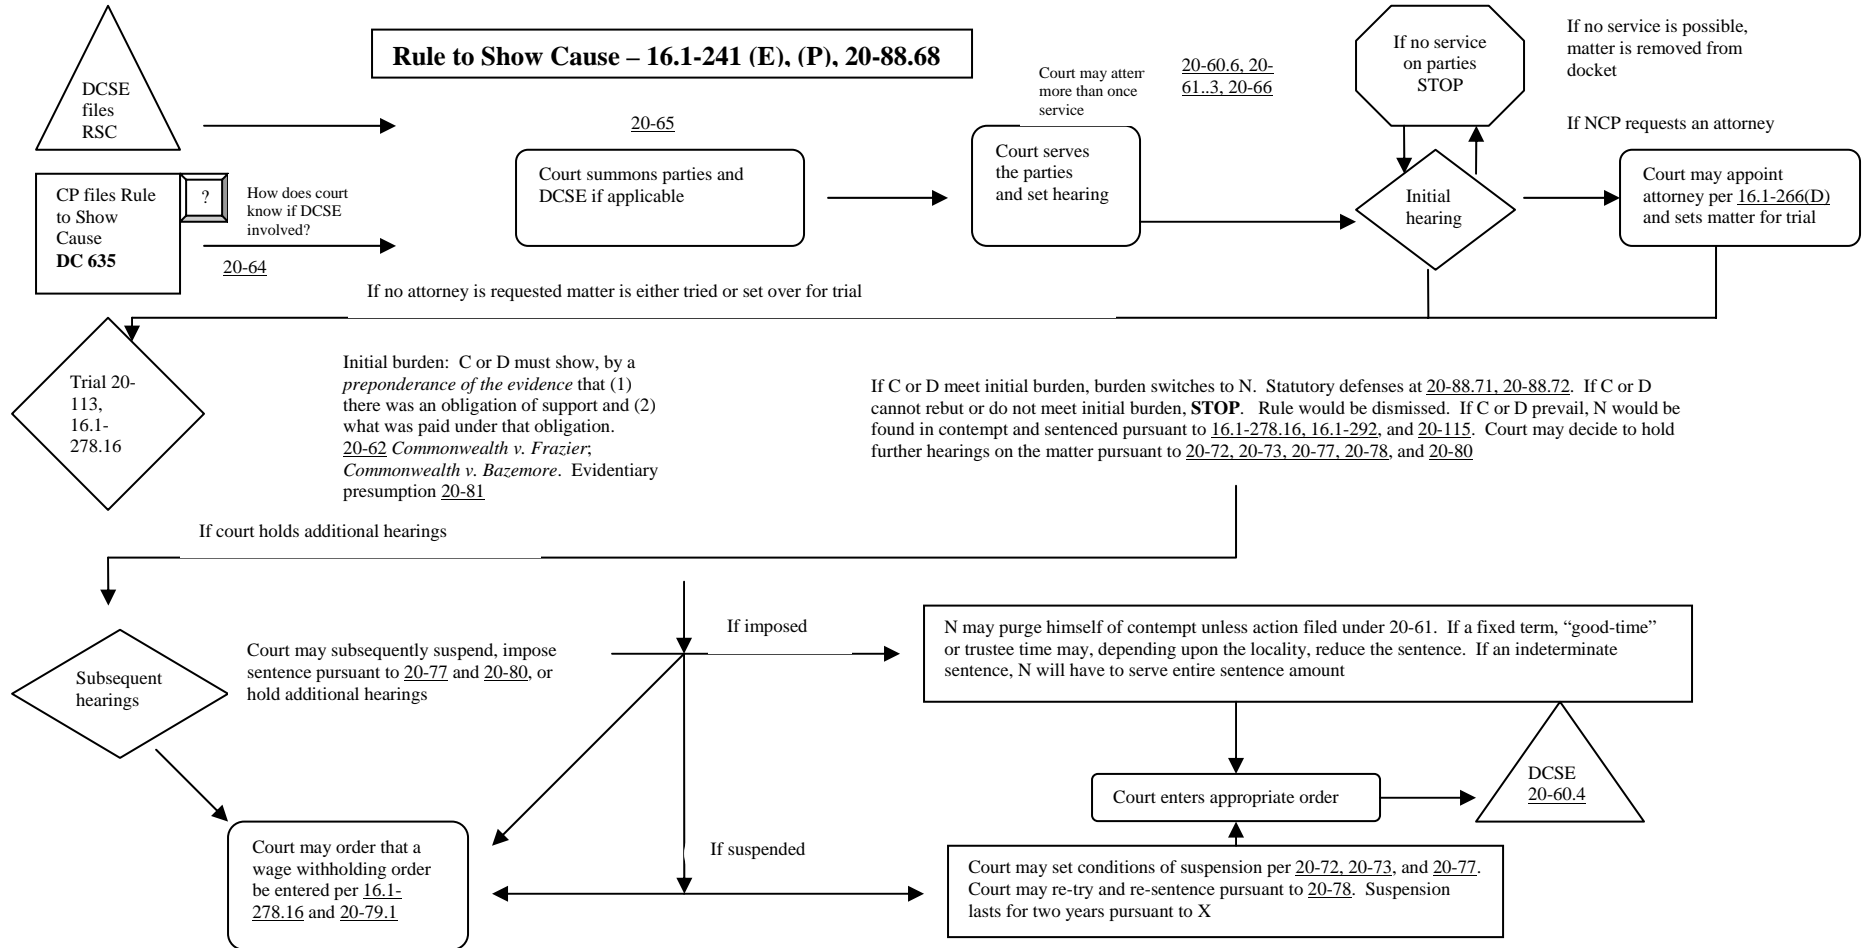 Rule to Show Cause – 16.1-241 (E), (P), 20-88.68
DCSE
files
RSC
CP files Rule
to Show
Cause
DC 635
?
How does court
know if DCSE
involved?
20-64
20-65
Court summons parties and
DCSE if applicable
Court may atter
more than once
service
20-60.6, 20-
61..3, 20-66
Court serves
the parties
and set hearing
If no service
on parties
STOP
If no service is possible,
matter is removed from
docket
If NCP requests an attorney
Initial
hearing
Court may appoint
attorney per 16.1-266(D)
and sets matter for trial
If no attorney is requested matter is either tried or set over for trial
Trial 20-
113,
16.1-
278.16
Initial burden:  C or D must show, by a
preponderance of the evidence that (1)
there was an obligation of support and (2)
what was paid under that obligation.
20-62 Commonwealth v. Frazier;
Commonwealth v. Bazemore.  Evidentiary
presumption 20-81
If C or D meet initial burden, burden switches to N.  Statutory defenses at 20-88.71, 20-88.72.  If C or D
cannot rebut or do not meet initial burden, STOP.   Rule would be dismissed.  If C or D prevail, N would be
found in contempt and sentenced pursuant to 16.1-278.16, 16.1-292, and 20-115.  Court may decide to hold
further hearings on the matter pursuant to 20-72, 20-73, 20-77, 20-78, and 20-80
If court holds additional hearings
Subsequent
hearings
Court may subsequently suspend, impose
sentence pursuant to 20-77 and 20-80, or
hold additional hearings
If imposed
N may purge himself of contempt unless action filed under 20-61.  If a fixed term, “good-time”
or trustee time may, depending upon the locality, reduce the sentence.  If an indeterminate
sentence, N will have to serve entire sentence amount
Court enters appropriate order
DCSE
20-60.4
Court may order that a
wage withholding order
be entered per 16.1-
278.16 and 20-79.1
If suspended
Court may set conditions of suspension per 20-72, 20-73, and 20-77.
Court may re-try and re-sentence pursuant to 20-78.  Suspension
lasts for two years pursuant to X